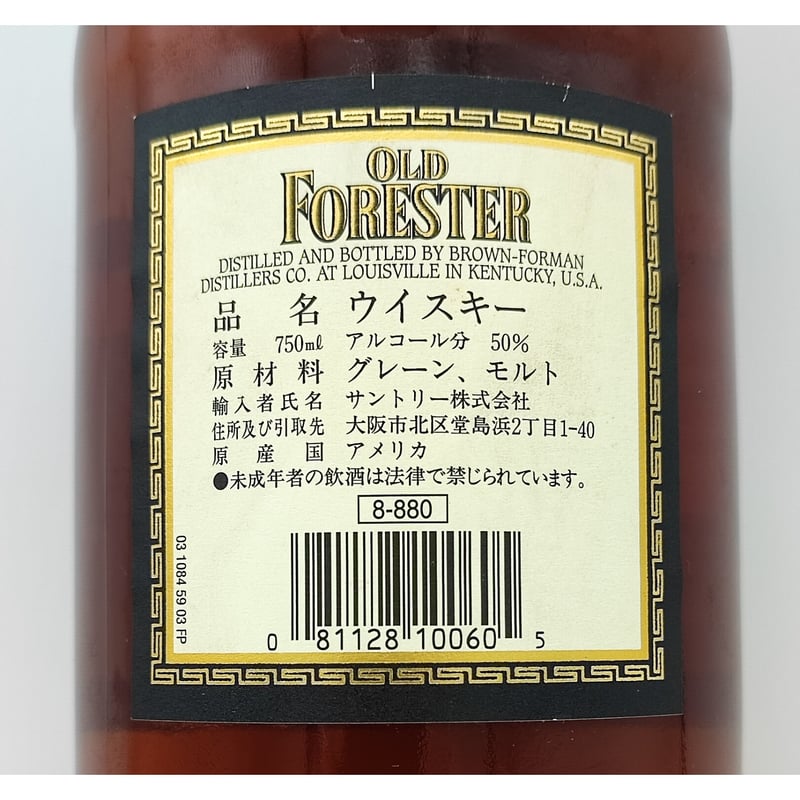 OLD
FORESTER
DISTILLED AND BOTTLED BY BROWN-FORMAN
DISTILLERS CO. AT LOUISVILLE IN KENTUCKY, U.S.A.
品名 ウイスキー
容量 750ml アルコール分 50%
原材料 グレーン、モルト
輸入者氏名 サントリー株式会社
住所及び引取先 大阪市北区堂島浜2丁目1-40
原産国 アメリカ
●未成年者の飲酒は法律で禁じられています。
8-880
03 1084 59 03 FP
0 81128 10060 5